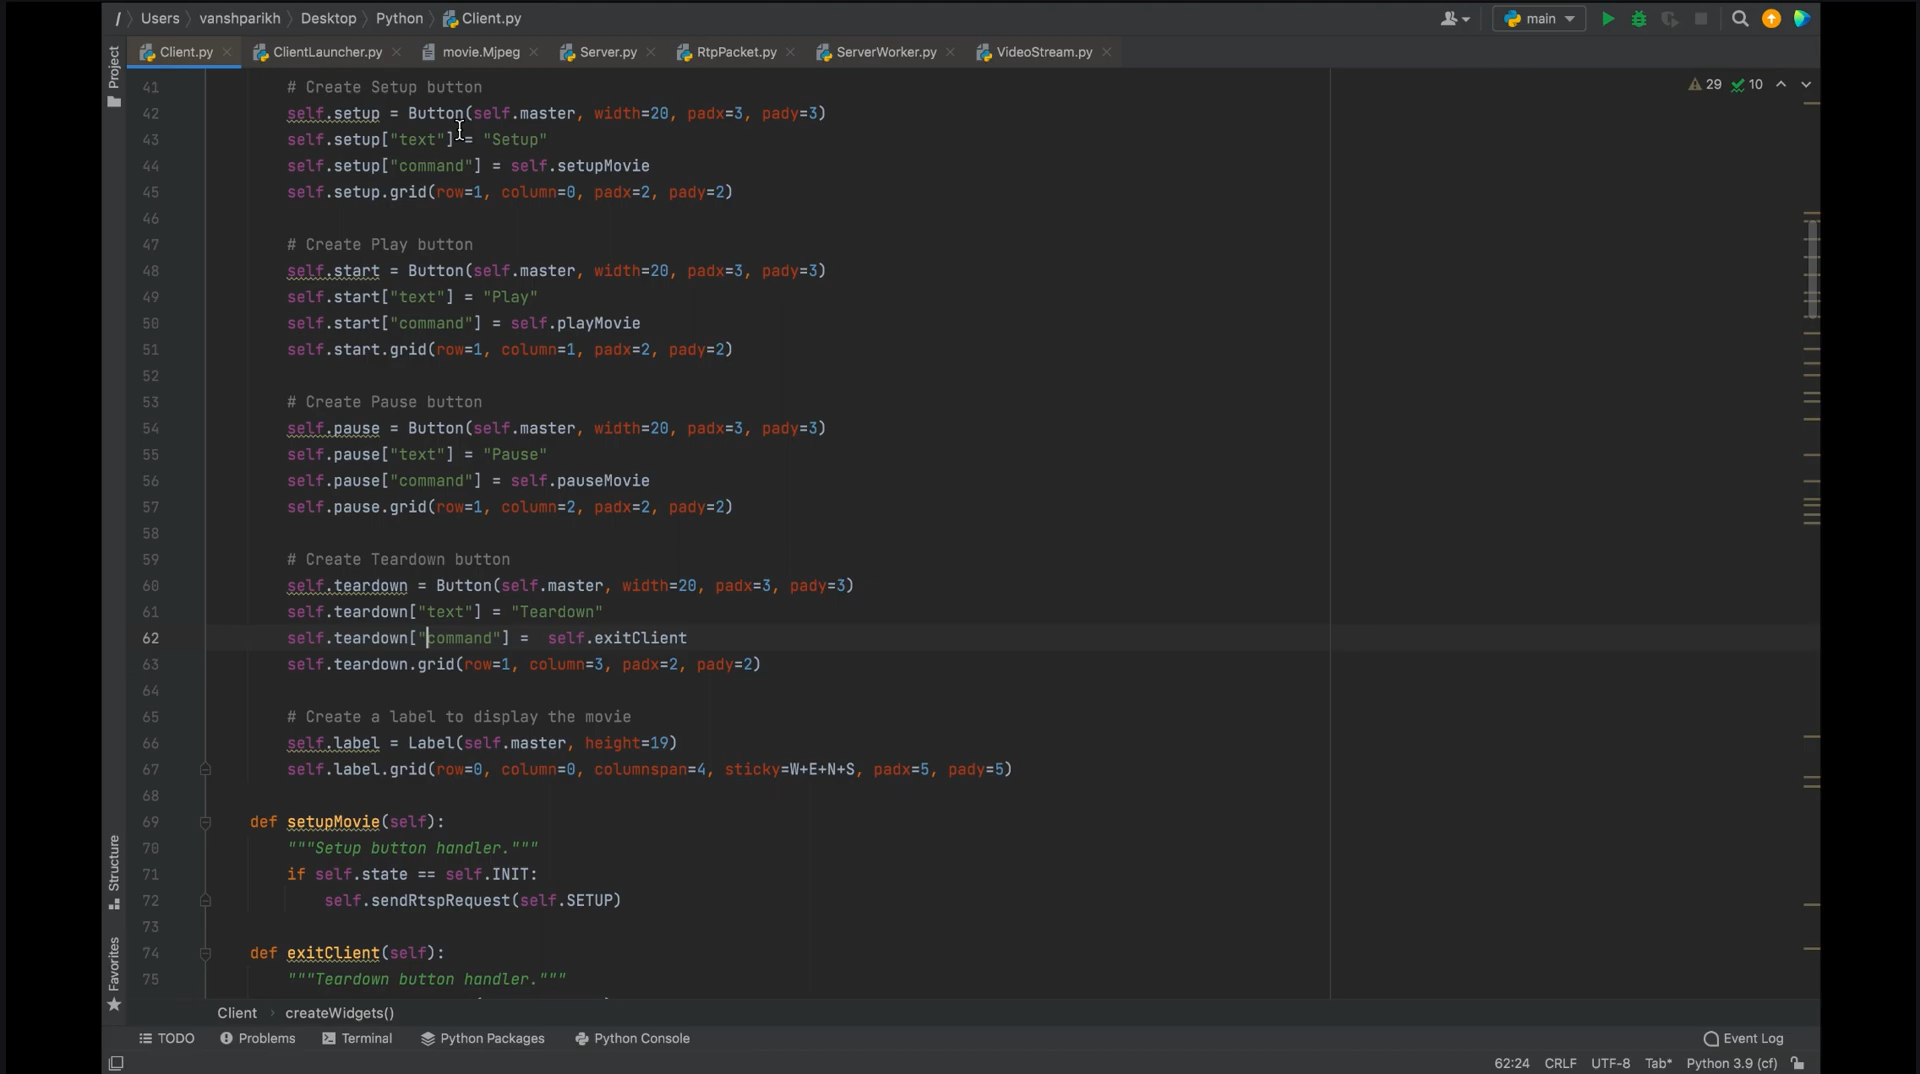 / Users vanshparikh Desktop Python Client.py main
Client.py ClientLauncher.py movie.Mjpeg Server.py RtpPacket.py ServerWorker.py VideoStream.py
29 10
Project
41 # Create Setup button
42 self.setup = Button(self.master, width=20, padx=3, pady=3)
43 self.setup["text"] = "Setup"
44 self.setup["command"] = self.setupMovie
45 self.setup.grid(row=1, column=0, padx=2, pady=2)
46
47 # Create Play button
48 self.start = Button(self.master, width=20, padx=3, pady=3)
49 self.start["text"] = "Play"
50 self.start["command"] = self.playMovie
51 self.start.grid(row=1, column=1, padx=2, pady=2)
52
53 # Create Pause button
54 self.pause = Button(self.master, width=20, padx=3, pady=3)
55 self.pause["text"] = "Pause"
56 self.pause["command"] = self.pauseMovie
57 self.pause.grid(row=1, column=2, padx=2, pady=2)
58
59 # Create Teardown button
60 self.teardown = Button(self.master, width=20, padx=3, pady=3)
61 self.teardown["text"] = "Teardown"
62 self.teardown["command"] =  self.exitClient
63 self.teardown.grid(row=1, column=3, padx=2, pady=2)
64
65 # Create a label to display the movie
66 self.label = Label(self.master, height=19)
67 self.label.grid(row=0, column=0, columnspan=4, sticky=W+E+N+S, padx=5, pady=5)
68
69 def setupMovie(self):
70 """Setup button handler."""
71 if self.state == self.INIT:
72 self.sendRtspRequest(self.SETUP)
73
74 def exitClient(self):
75 """Teardown button handler."""
Structure
Favorites
Client createWidgets()
TODO Problems Terminal Python Packages Python Console Event Log
62:24 CRLF UTF-8 Tab* Python 3.9 (cf)